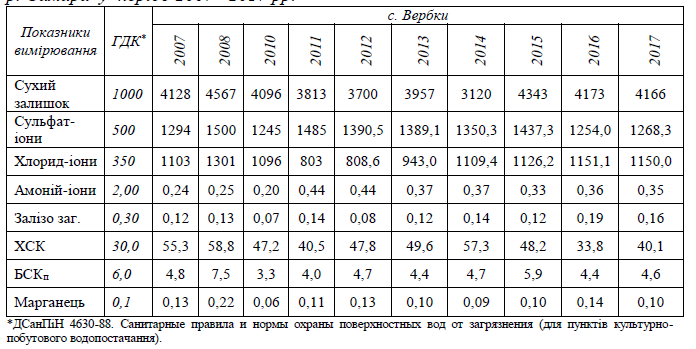 Показники вимірювання ГДК* с. Вербки
2007 2008 2010 2011 2012 2013 2014 2015 2016 2017
Сухий залишок 1000 4128 4567 4096 3813 3700 3957 3120 4343 4173 4166
Сульфат-іони 500 1294 1500 1245 1485 1390,5 1389,1 1350,3 1437,3 1254,0 1268,3
Хлорид-іони 350 1103 1301 1096 803 808,6 943,0 1109,4 1126,2 1151,1 1150,0
Амоній-іони 2,00 0,24 0,25 0,20 0,44 0,44 0,37 0,37 0,33 0,36 0,35
Залізо заг. 0,30 0,12 0,13 0,07 0,14 0,08 0,12 0,14 0,12 0,19 0,16
ХСК 30,0 55,3 58,8 47,2 40,5 47,8 49,6 57,3 48,2 33,8 40,1
БСКп 6,0 4,8 7,5 3,3 4,0 4,7 4,4 4,7 5,9 4,4 4,6
Марганець 0,1 0,13 0,22 0,06 0,11 0,13 0,10 0,09 0,10 0,14 0,10
*ДСанПіН 4630-88. Санитарные правила и нормы охраны поверхностных вод от загрязнения (для пунктів культурно-
побутового водопостачання).